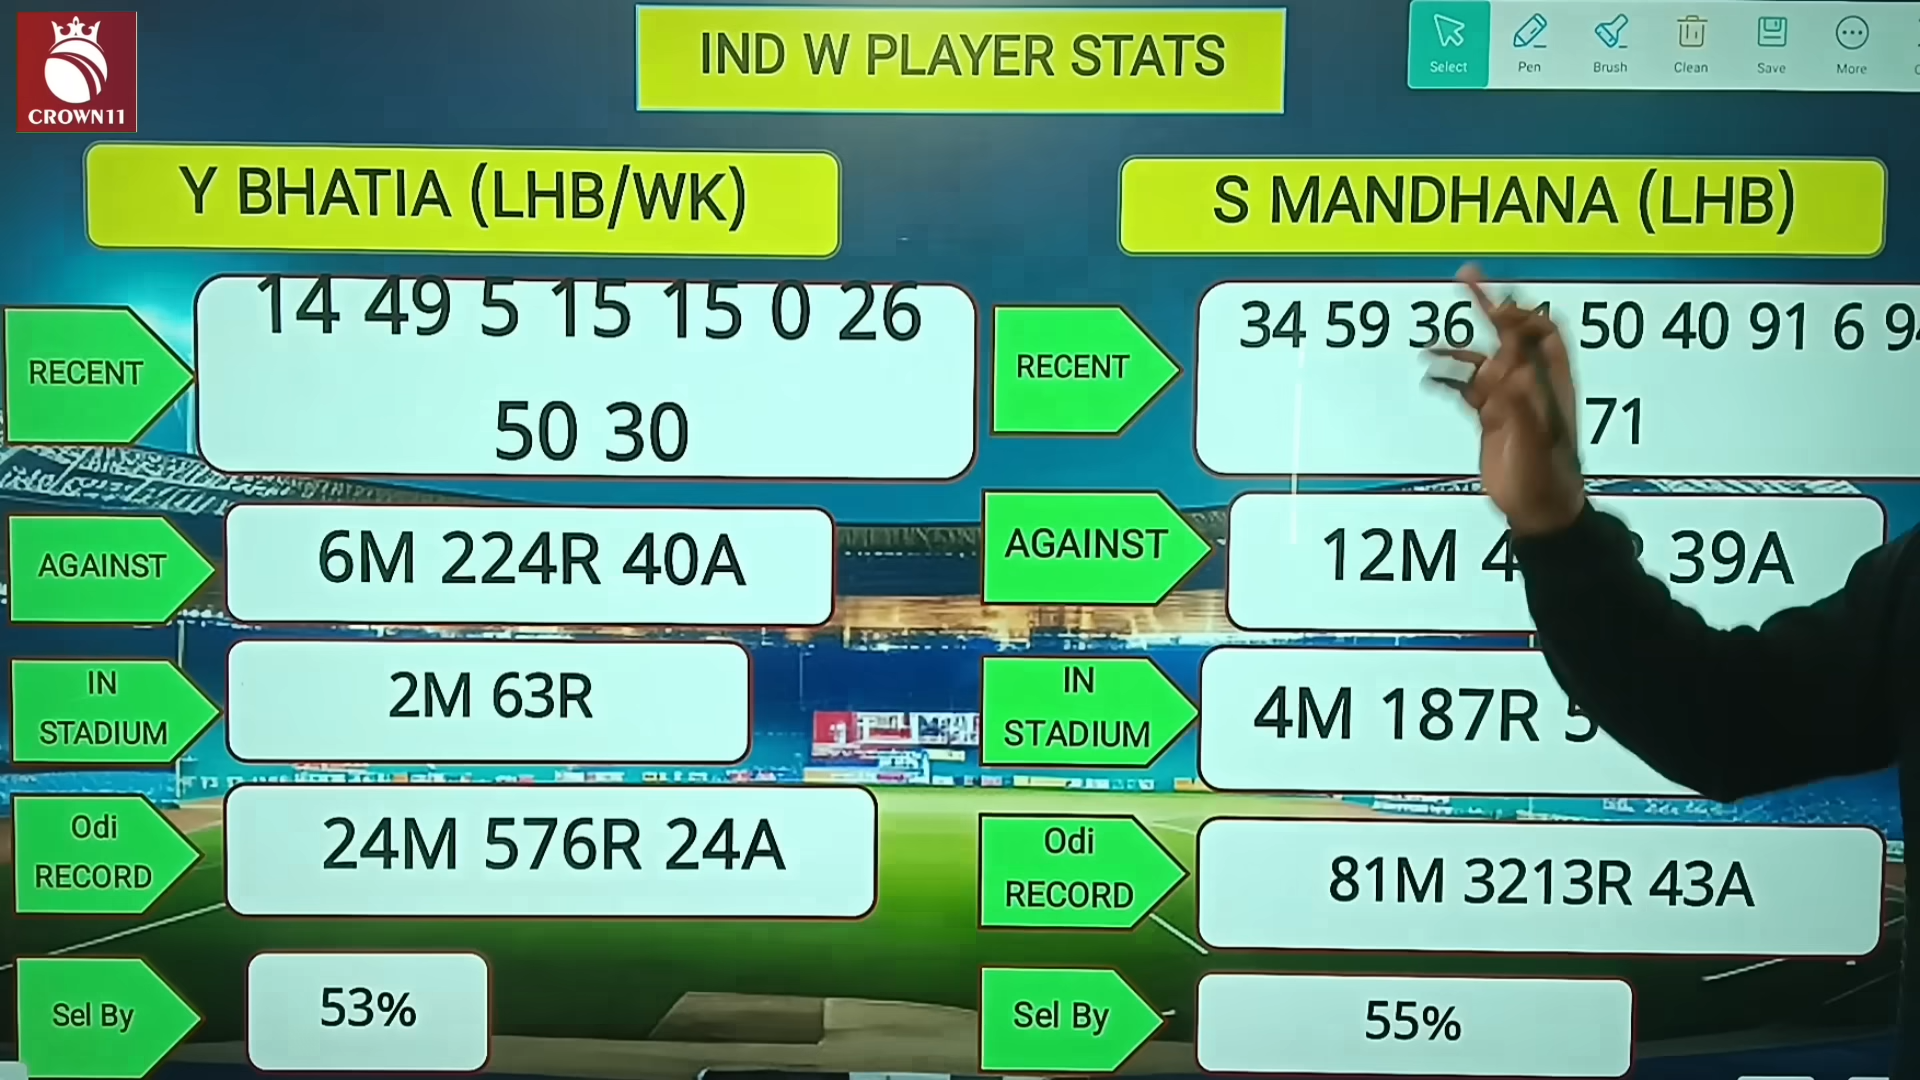 CROWN11
IND W PLAYER STATS
Select
Pen
Brush
Clean
Save
More
Y BHATIA (LHB/WK)
RECENT
14 49 5 15 15 0 26
50 30
AGAINST
6M 224R 40A
IN
STADIUM
2M 63R
Odi
RECORD
24M 576R 24A
Sel By
53%
S MANDHANA (LHB)
RECENT
34 59 36 50 40 91 6
71
AGAINST
12M 39A
IN
STADIUM
4M 187R
Odi
RECORD
81M 3213R 43A
Sel By
55%